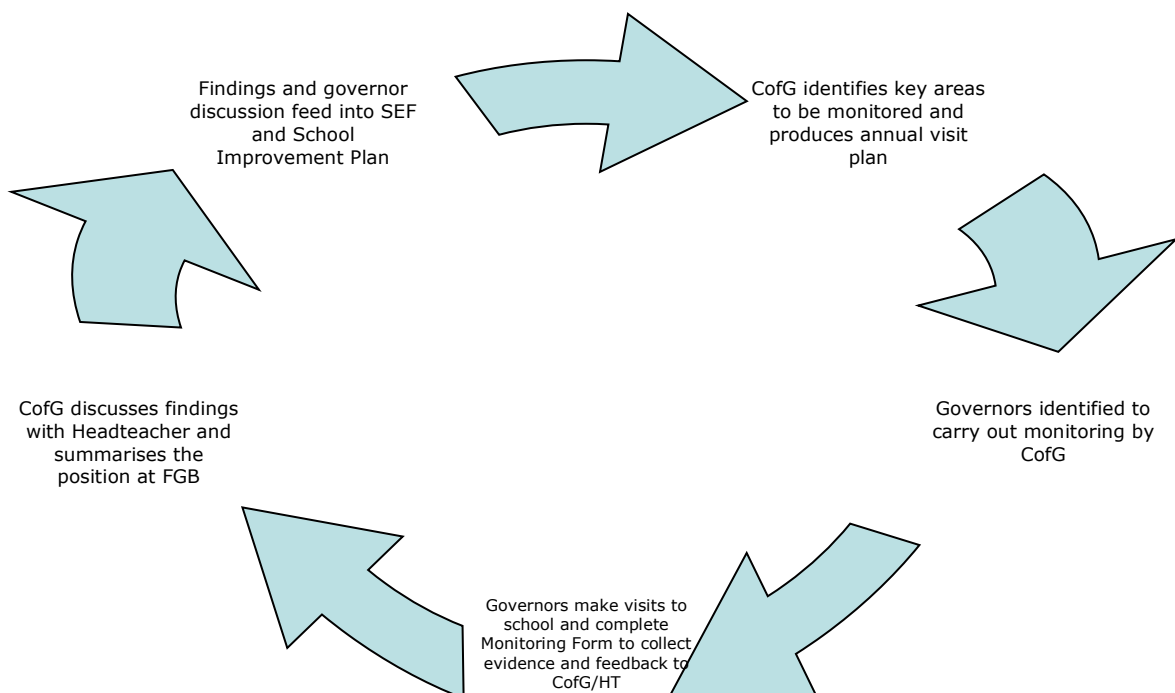 Findings and governor
discussion feed into SEF
and School
Improvement Plan
CofG identifies key areas
to be monitored and
produces annual visit
plan
Governors identified to
carry out monitoring by
CofG
Governors make visits to
school and complete
Monitoring Form to collect
evidence and feedback to
CofG/HT
CofG discusses findings
with Headteacher and
summarises the
position at FGB